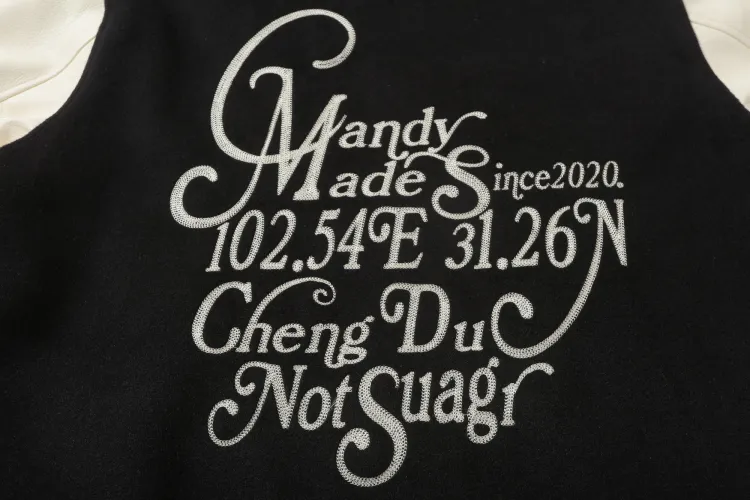 Mandy
Made Since2020.
102.54E 31.26N
Cheng Du
Not Suagr